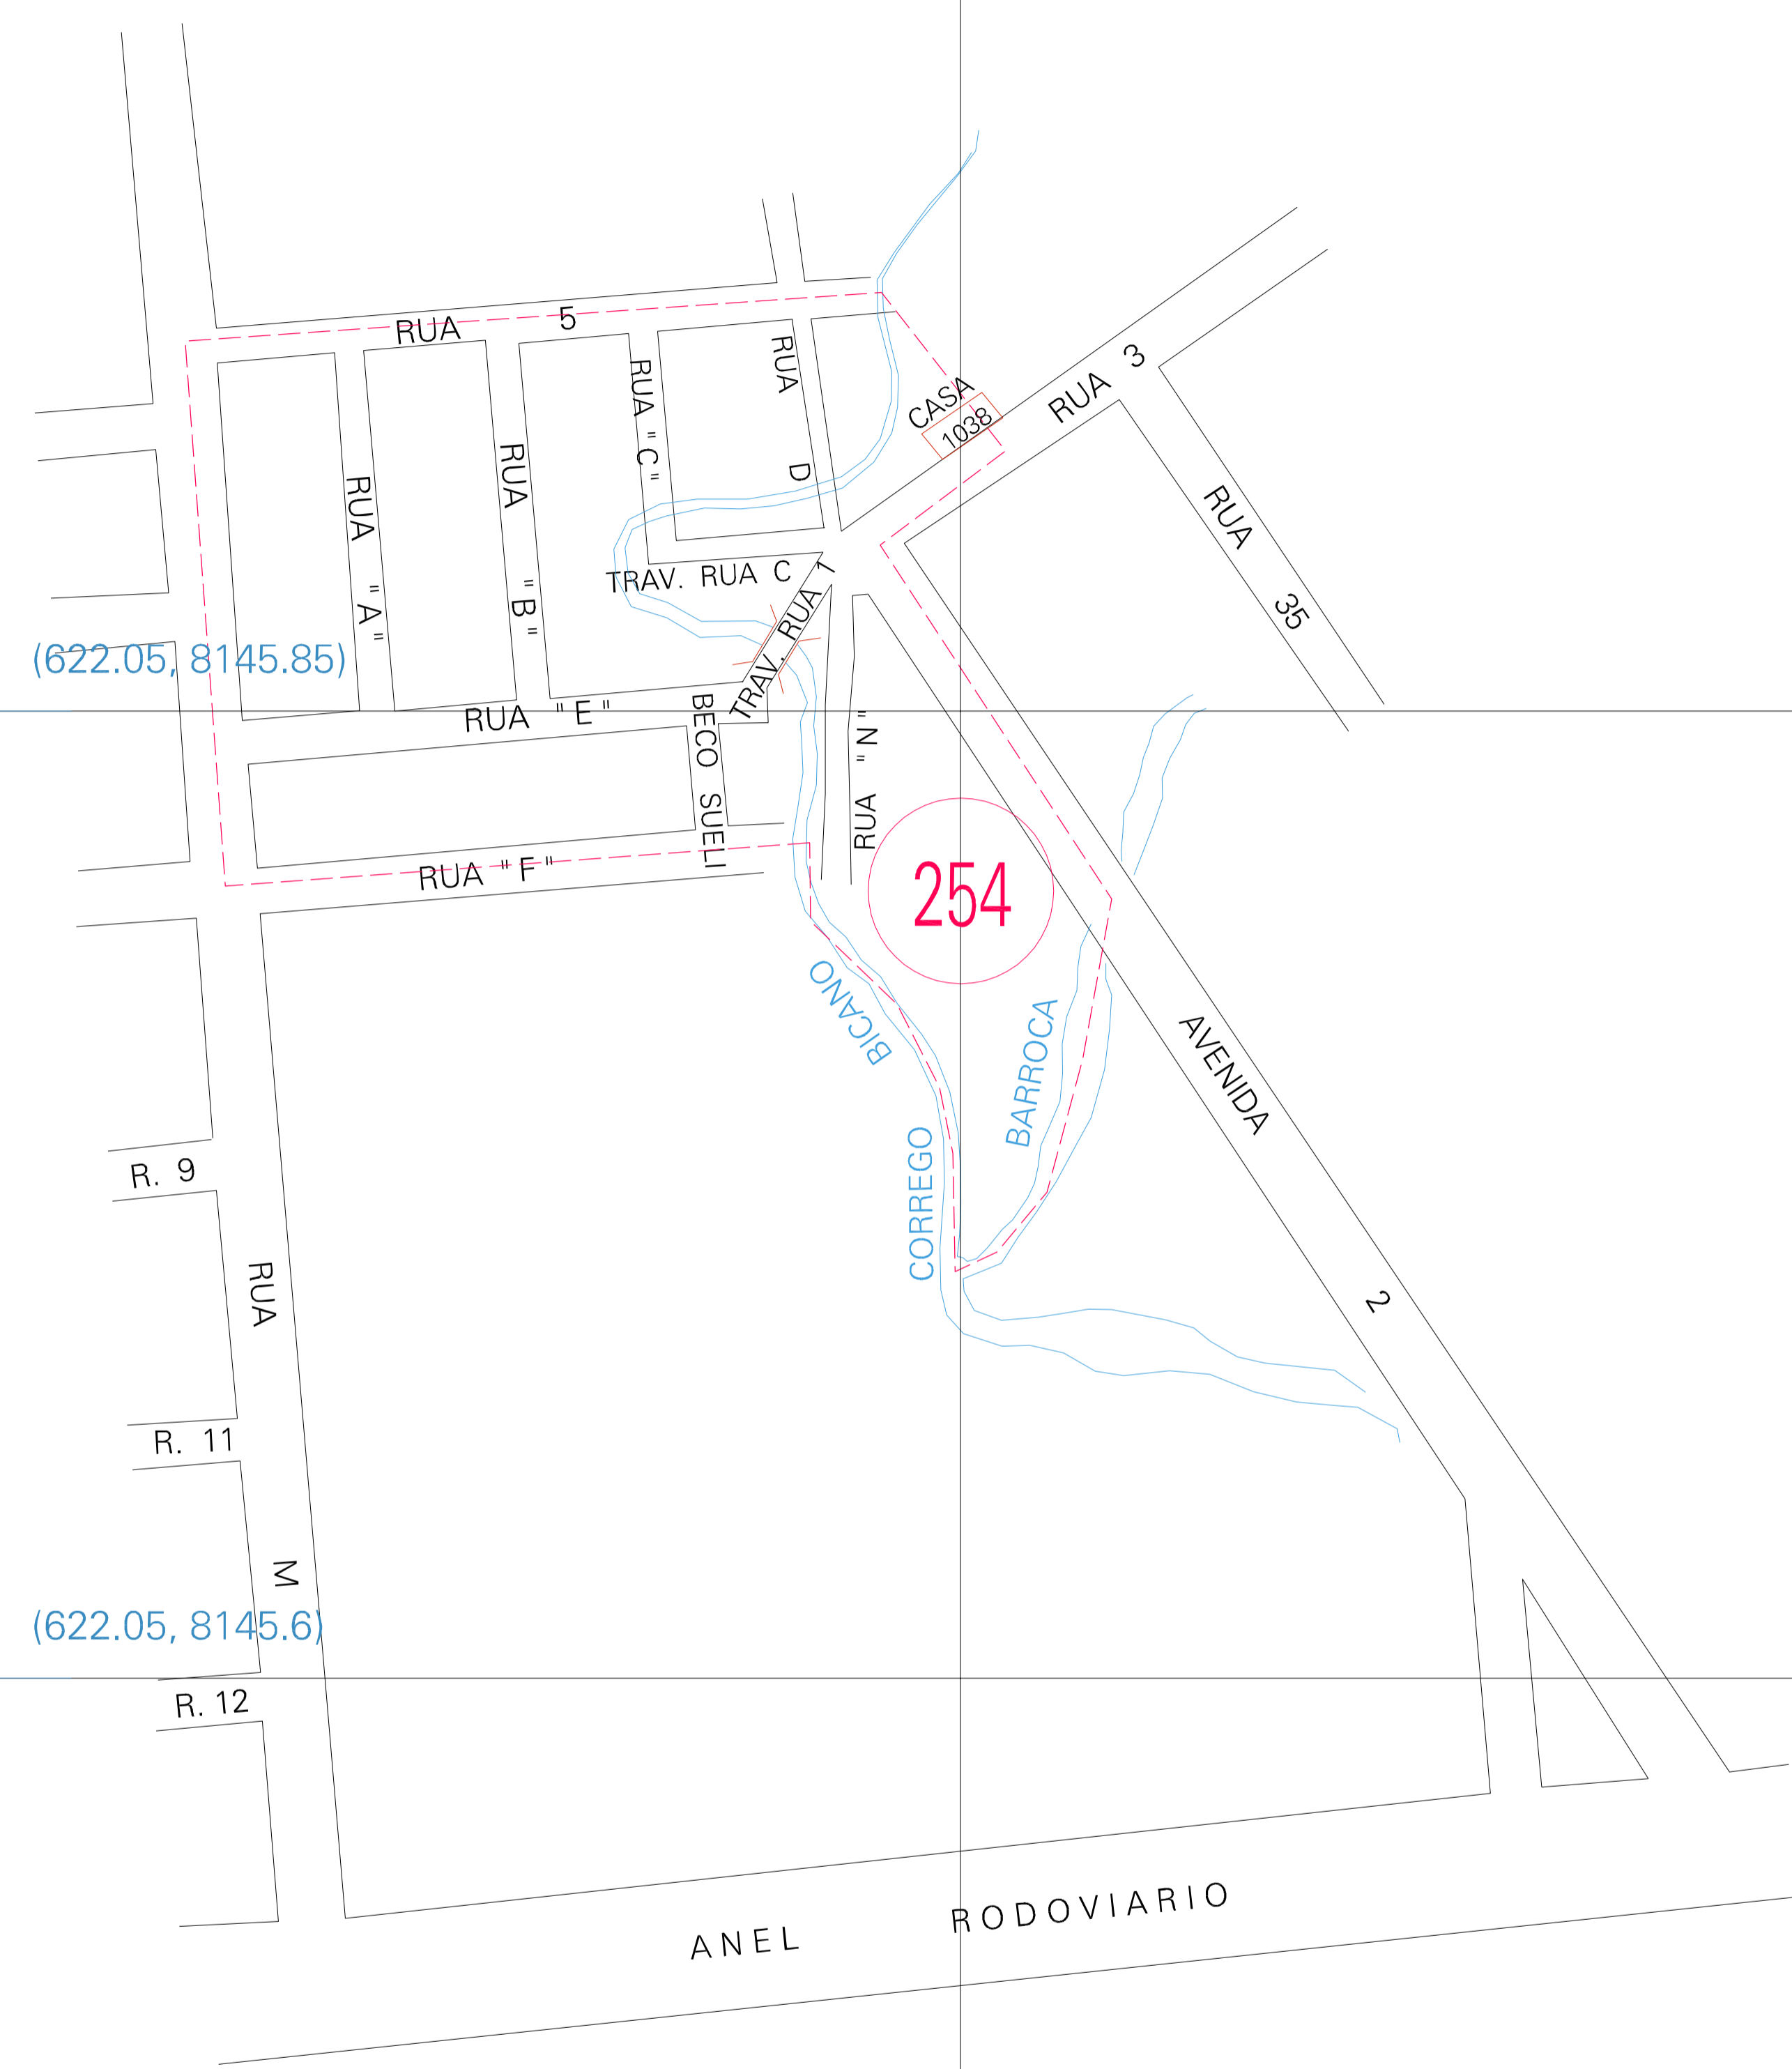 RUA 5
RUA 3
CASA
1038
RUA D
RUA "C"
RUA "B"
RUA "A"
RUA 35
TRAV. RUA C
TRAV. RUA 1
(622.05, 8145.85)
RUA "E"
BECO SUELI
RUA "N"
RUA "F"
254
BICANO
BARROCA
CORREGO
AVENIDA 2
R. 9
RUA M
R. 11
(622.05, 8145.6)
R. 12
ANEL RODOVIARIO